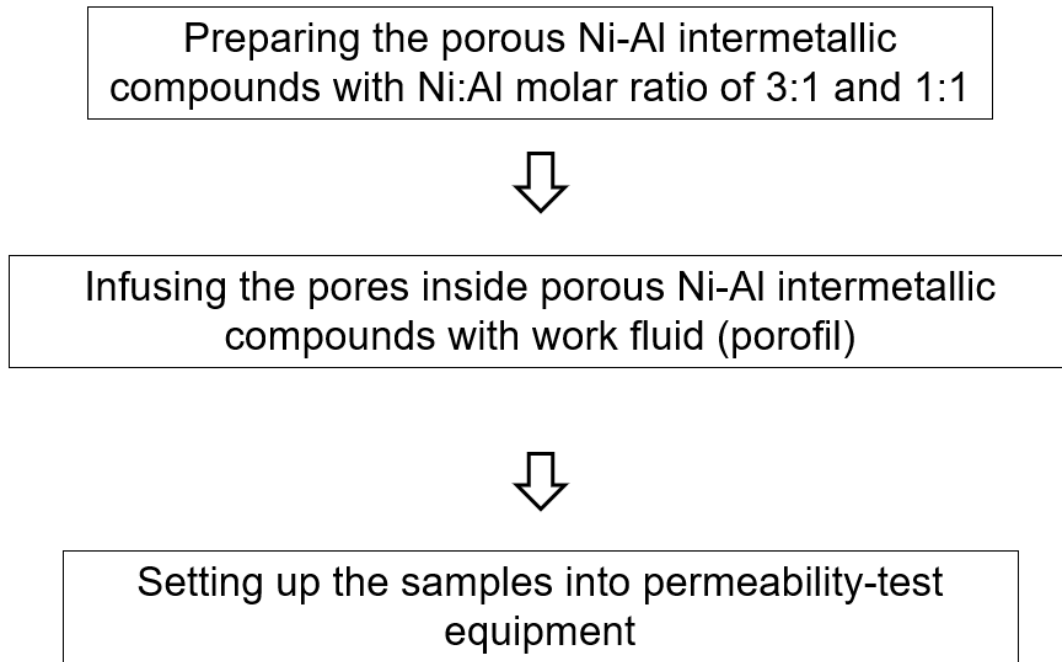 Preparing the porous Ni-Al intermetallic
compounds with Ni:Al molar ratio of 3:1 and 1:1
Infusing the pores inside porous Ni-Al intermetallic
compounds with work fluid (porofil)
Setting up the samples into permeability-test
equipment